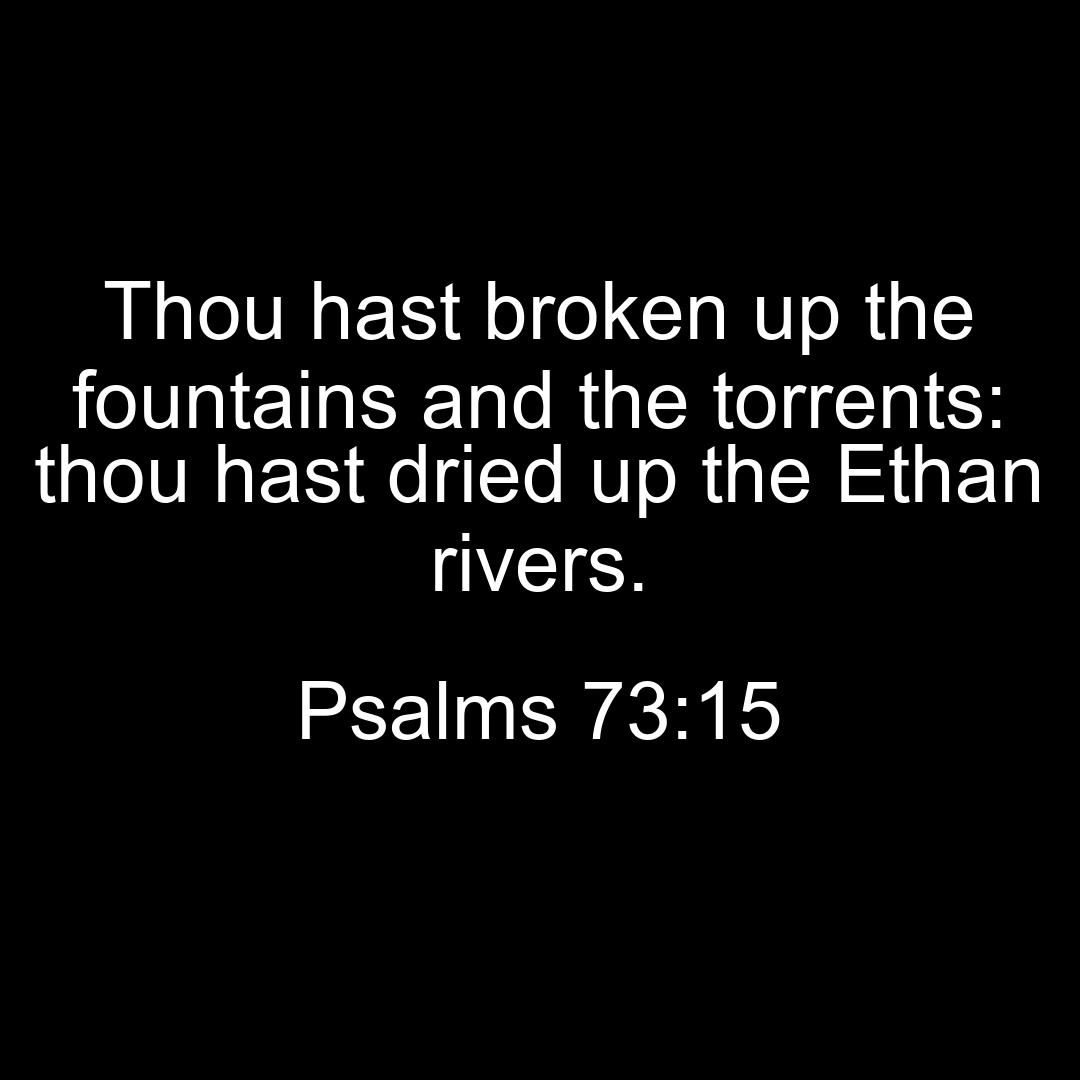 Thou hast broken up the
fountains and the torrents:
thou hast dried up the Ethan
rivers.
Psalms 73:15